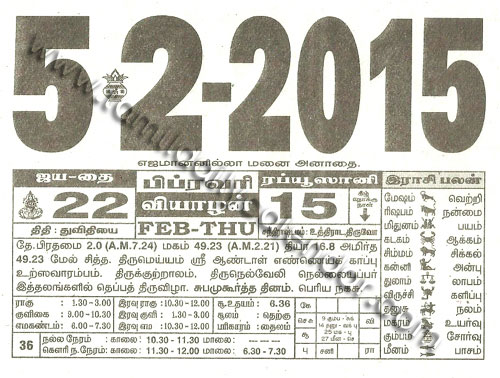 5-2-2015
எஜமானனில்லா மனை அனாதை.
ஜய-தை பிப்ரவரி ரப்யூஸானி இராசி பலன்
22 வியாழன் 15
திதி : துவிதியை FEB-THU
தே.பிரதமை 2.0 (A.M.7.24) மகம் 49.23 (A.M.2.21) தியா 16.8 அமிர்த
49.23 மேல் சித்த. திருமெய்யம் ஸ்ரீ ஆண்டாள் எண்ணெய் காப்பு
உற்ஸவாரம்பம். திருக்குற்றாலம், திருநெல்வேலி நெல்லையப்பர்
இத்தலங்களில் தெப்பத் திருவிழா. சுபமுகூர்த்த தினம். பெரிய நகசு.
மேஷம் வெற்றி
ரிஷபம் நன்மை
மிதுனம் பயம்
கடகம் ஆக்கம்
சிம்மம் சிக்கல்
கன்னி அன்பு
துலாம் லாபம்
விருச்சி களிப்பு
தனுசு நலம்
மகரம் உயர்வு
கும்பம் சோர்வு
மீனம் பாசம்
ராகு : 1.30 - 3.00 இரவு ராகு :10.30 -12.00 சூ.உதயம் : 6.36 கே
குளிகை : 9.00-10.30 இரவு குளி : 1.30 - 3.00 சூலம் : தெற்கு
எமகண்டம் : 6.00-7.30 இரவு எம :10.30 -12.00 பரிகாரம் : தைலம்
36 நல்ல நேரம் : காலை : 10.30 - 11.30 மாலை: ----
கௌரி ந.நேரம்: காலை : 11.30 - 12.00 மாலை : 6.30 - 7.30
சு வி
பு சனி ரா
www.tamildailycalendar.com